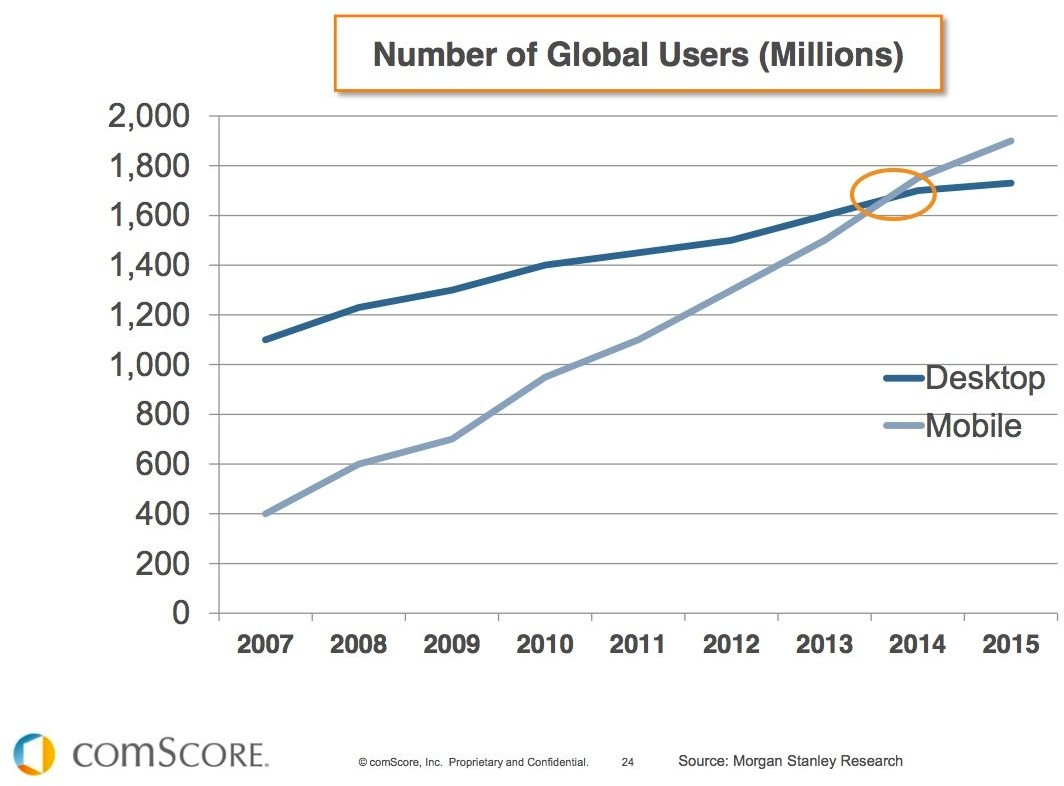 Number of Global Users (Millions)
2,000
1,800
1,600
1,400
1,200
1,000
800
600
400
200
0
Desktop
Mobile
2007 2008 2009 2010 2011 2012 2013 2014 2015
comScore.
© comScore, Inc. Proprietary and Confidential. 24 Source: Morgan Stanley Research